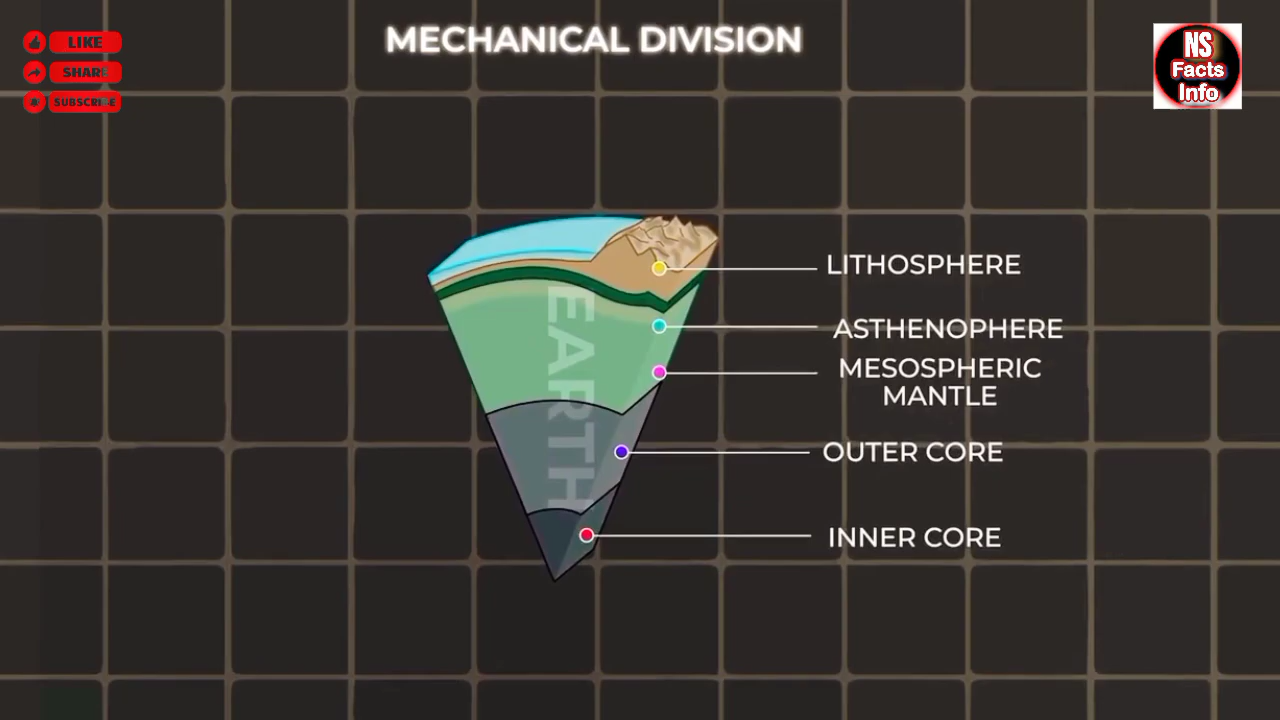 MECHANICAL DIVISION
LIKE
SHARE
SUBSCRIBE
NS
Facts
Info
EARTH
LITHOSPHERE
ASTHENOPHERE
MESOSPHERIC
MANTLE
OUTER CORE
INNER CORE